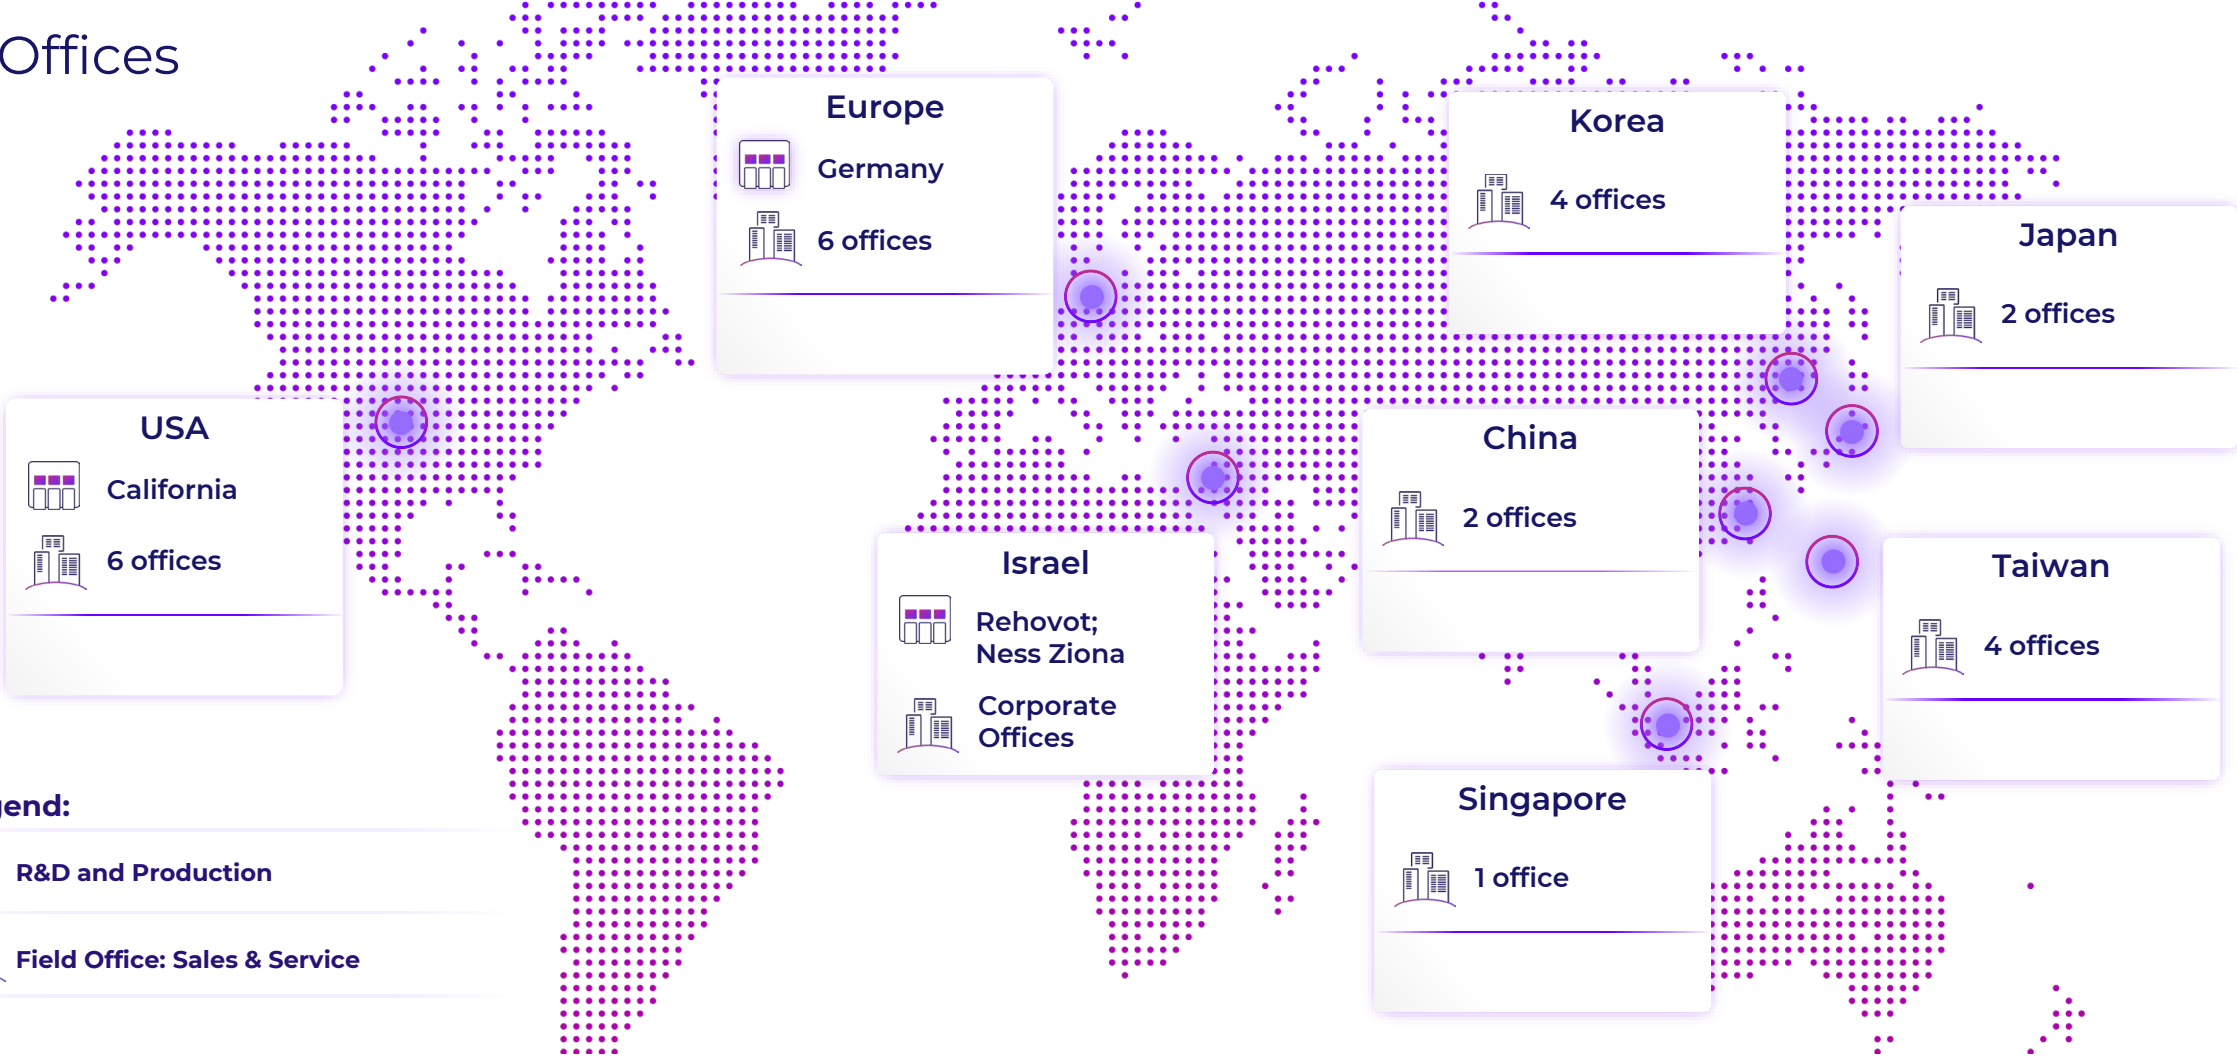 Offices
Europe
Germany
6 offices
Korea
4 offices
Japan
2 offices
USA
California
6 offices
China
2 offices
Israel
Rehovot;
Ness Ziona
Corporate
Offices
Taiwan
4 offices
Singapore
1 office
gend:
R&D and Production
Field Office: Sales & Service